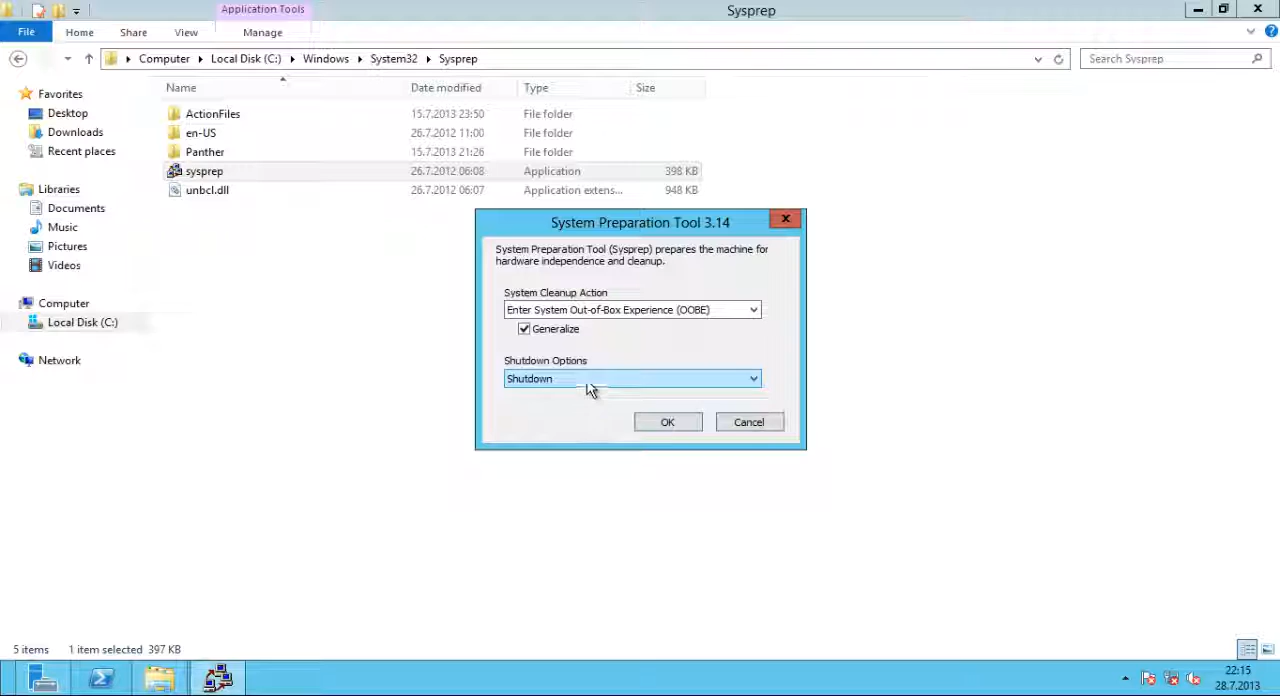 Application Tools
Sysprep
File
Home
Share
View
Manage
Computer
Local Disk (C:)
Windows
System32
Sysprep
Search Sysprep
Name
Date modified
Type
Size
Favorites
Desktop
Downloads
Recent places
Libraries
Documents
Music
Pictures
Videos
Computer
Local Disk (C:)
Network
ActionFiles 15.7.2013 23:50 File folder
en-US 26.7.2012 11:00 File folder
Panther 15.7.2013 21:26 File folder
sysprep 26.7.2012 06:08 Application 398 KB
unbcl.dll 26.7.2012 06:07 Application extens... 948 KB
System Preparation Tool 3.14
System Preparation Tool (Sysprep) prepares the machine for
hardware independence and cleanup.
System Cleanup Action
Enter System Out-of-Box Experience (OOBE)
Generalize
Shutdown Options
Shutdown
OK
Cancel
5 items 1 item selected 397 KB
22:15
28.7.2013